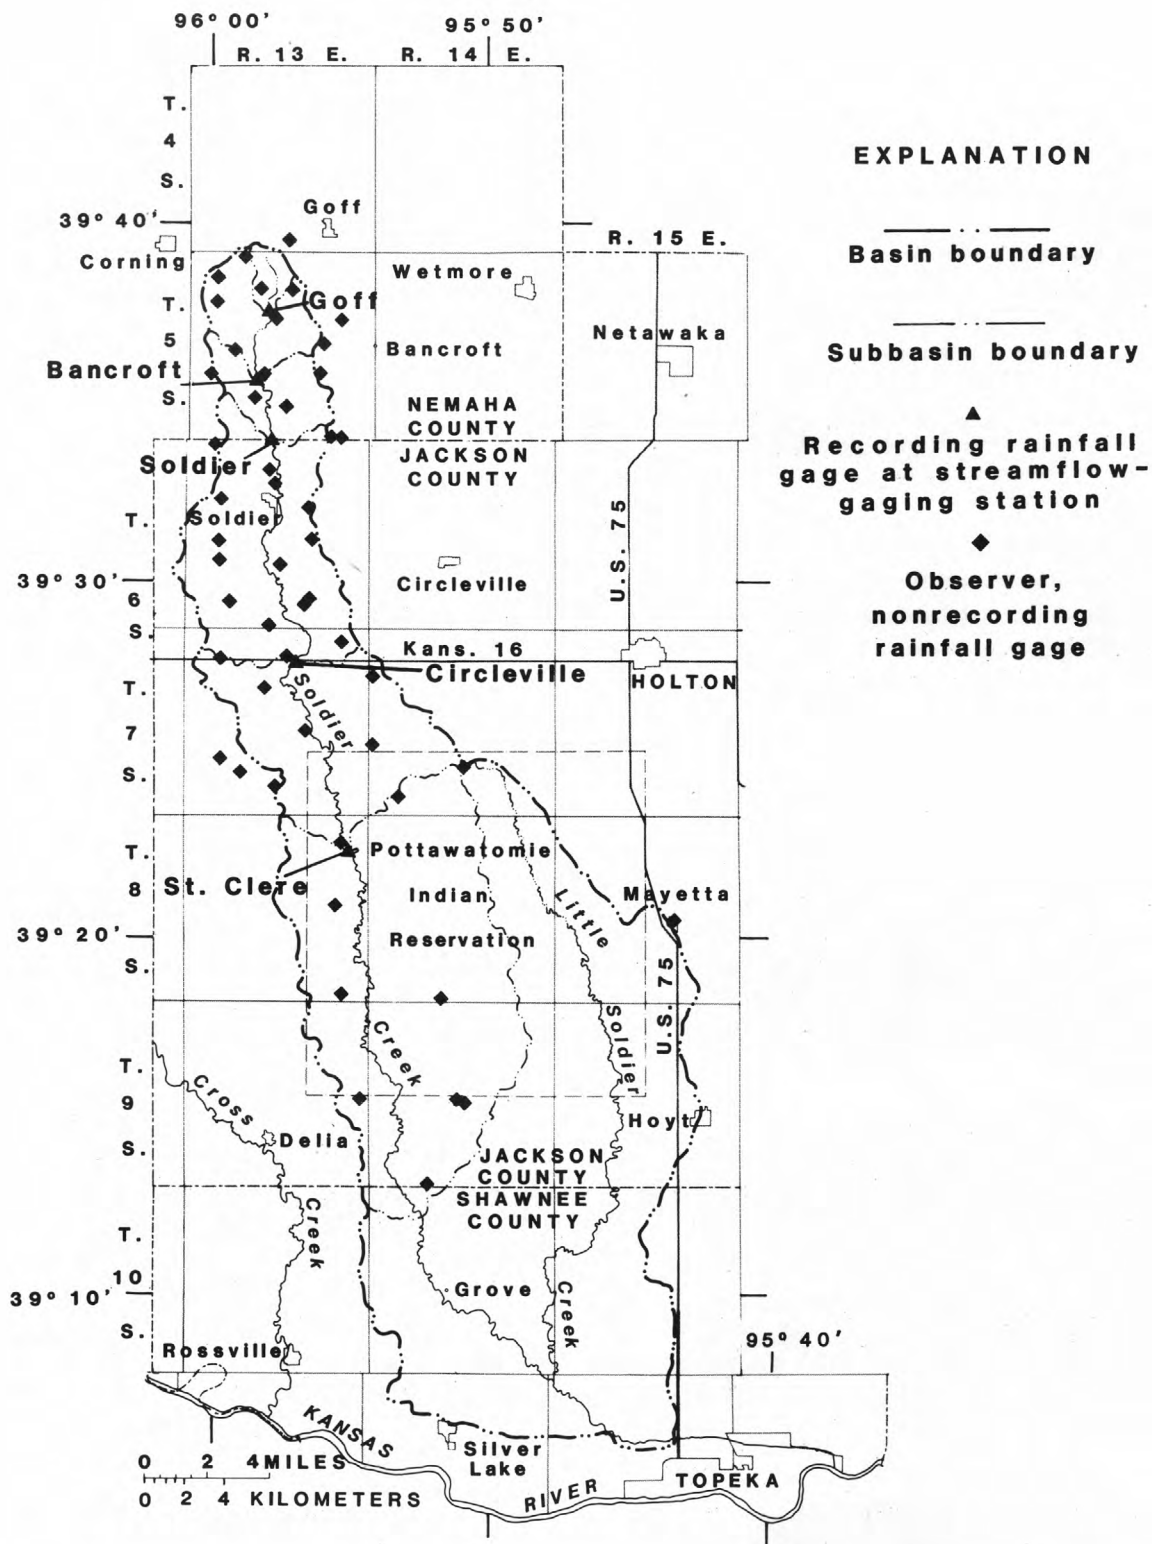 96° 00'
95° 50'
R. 13 E.
R. 14 E.
T.
4
S.
EXPLANATION
39° 40'
Goff
R. 15 E.
Basin boundary
Corning
Wetmore
T.
Goff
5
Bancroft
Netawaka
Subbasin boundary
Bancroft
S.
NEMAHA
COUNTY
JACKSON
COUNTY
Soldier
Recording rainfall
gage at streamflow-
gaging station
T.
Soldier
U.S. 75
39° 30'
Circleville
Observer,
nonrecording
rainfall gage
6
S.
Kans. 16
Circleville
HOLTON
T.
Soldier
7
S.
T.
Pottawatomie
8
St. Clere
Indian
Little
Mayetta
39° 20'
Reservation
S.
U.S. 75
Creek
Soldier
T.
Cross
9
Hoyt
Delia
S.
JACKSON
COUNTY
SHAWNEE
COUNTY
Creek
T.
10
39° 10'
Grove
Creek
S.
95° 40'
Rossville
KANSAS
Silver
Lake
0 2 4 MILES
0 2 4 KILOMETERS
RIVER
TOPEKA